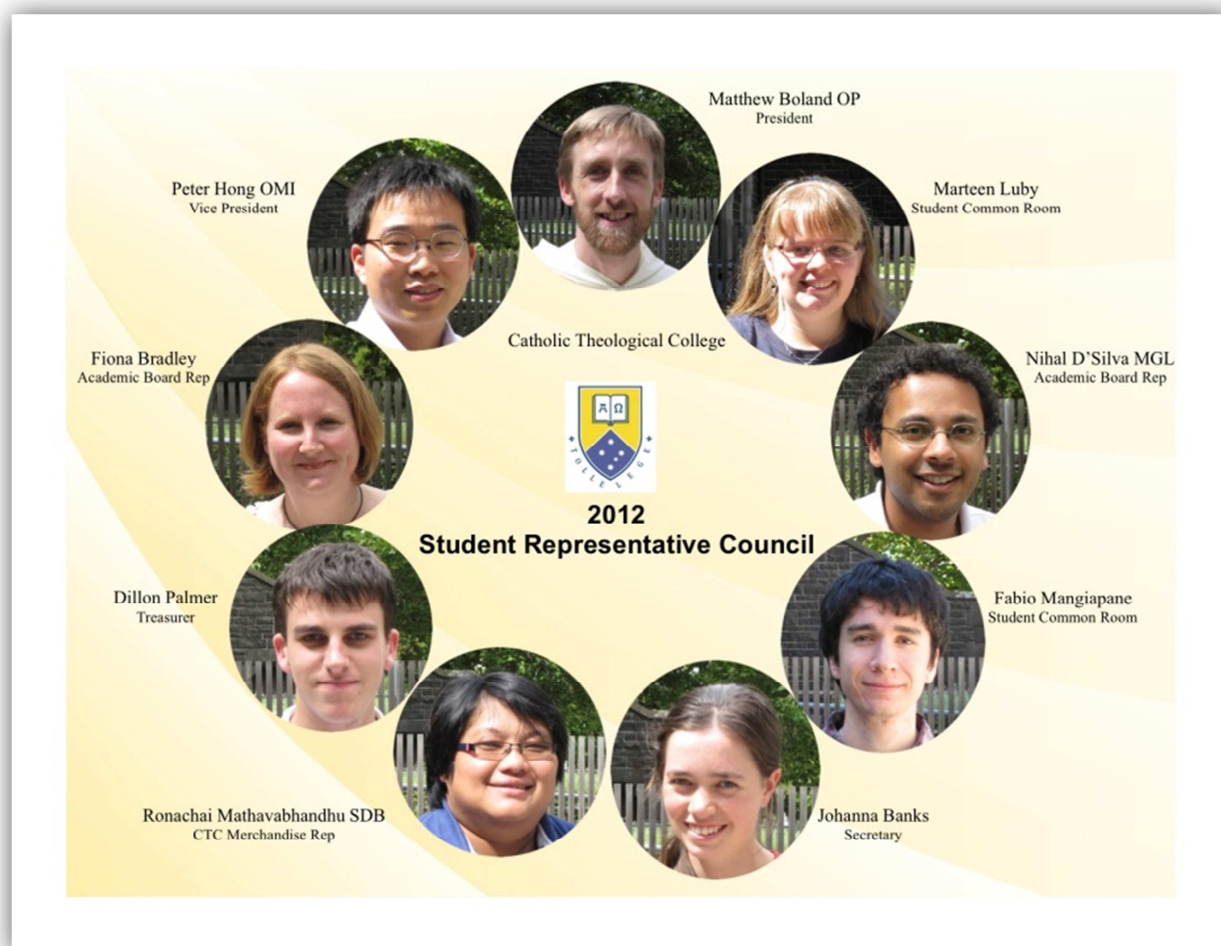 Matthew Boland OP
President
Peter Hong OMI
Vice President
Marteen Luby
Student Common Room
Catholic Theological College
Fiona Bradley
Academic Board Rep
Nihal D'Silva MGL
Academic Board Rep
Α Ω
TOLLE LEGE
2012
Student Representative Council
Dillon Palmer
Treasurer
Fabio Mangiapane
Student Common Room
Ronachai Mathavabhandhu SDB
CTC Merchandise Rep
Johanna Banks
Secretary